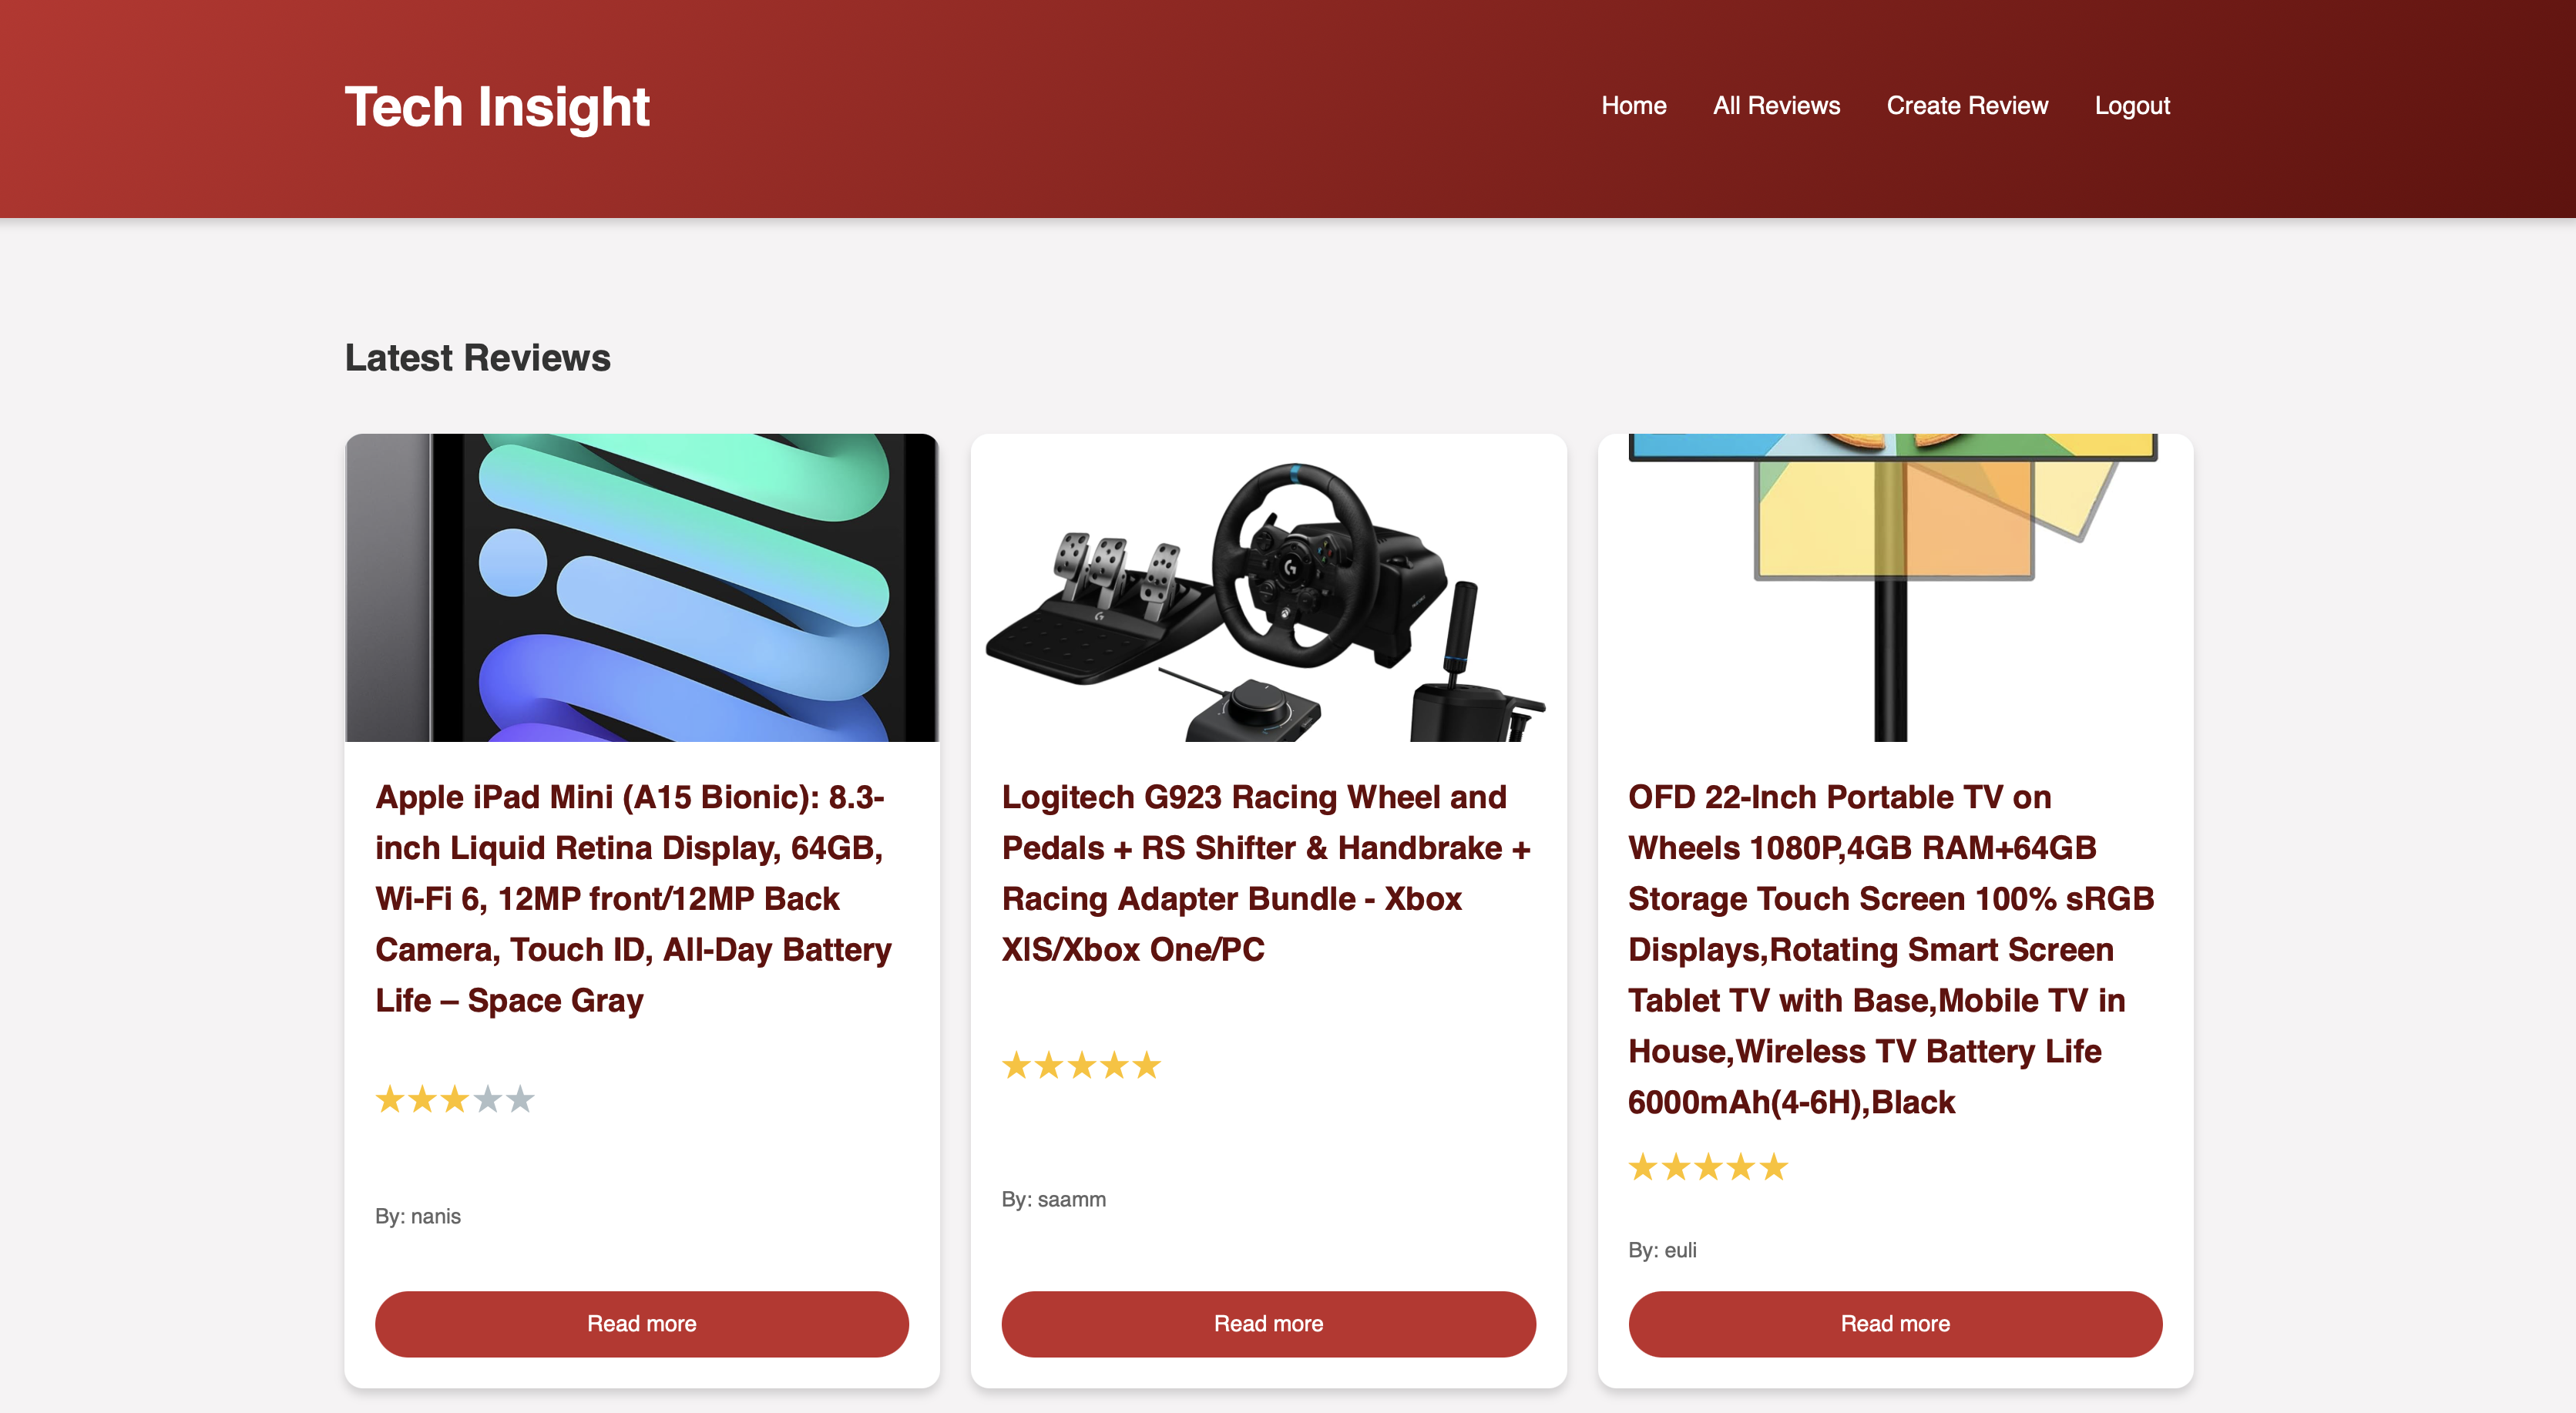 Tech Insight
Home All Reviews Create Review Logout
Latest Reviews
Apple iPad Mini (A15 Bionic): 8.3-
inch Liquid Retina Display, 64GB,
Wi-Fi 6, 12MP front/12MP Back
Camera, Touch ID, All-Day Battery
Life – Space Gray
By: nanis
Read more
Logitech G923 Racing Wheel and
Pedals + RS Shifter & Handbrake +
Racing Adapter Bundle - Xbox
X|S/Xbox One/PC
By: saamm
Read more
OFD 22-Inch Portable TV on
Wheels 1080P,4GB RAM+64GB
Storage Touch Screen 100% sRGB
Displays,Rotating Smart Screen
Tablet TV with Base,Mobile TV in
House,Wireless TV Battery Life
6000mAh(4-6H),Black
By: euli
Read more